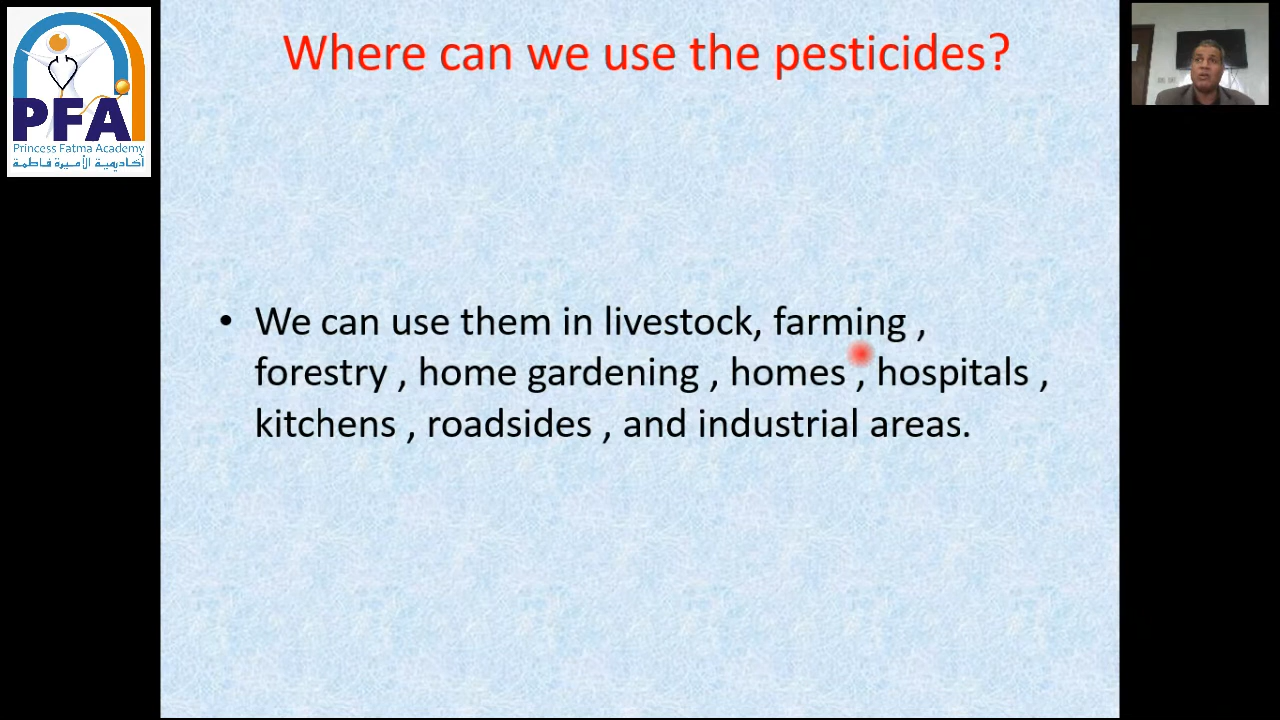 Where can we use the pesticides?
PFA
Princess Fatma Academy
أكاديمية الأميرة فاطمة
• We can use them in livestock, farming ,
forestry , home gardening , homes , hospitals ,
kitchens , roadsides , and industrial areas.